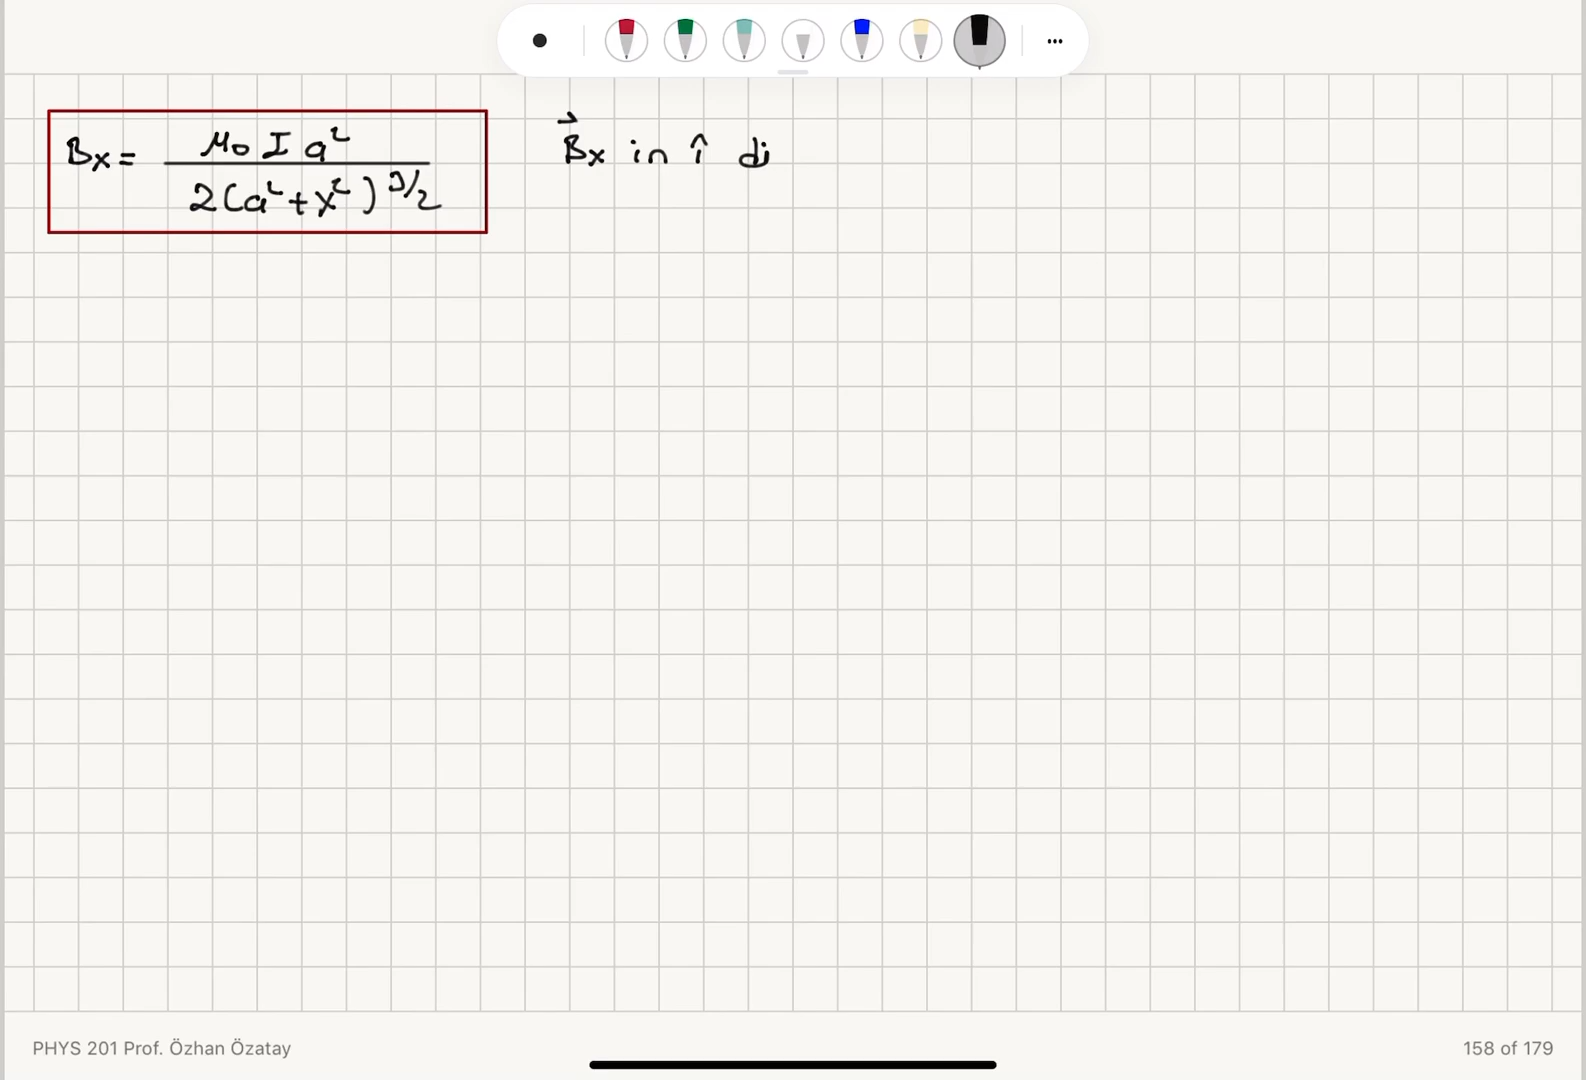 Bx = μ₀ I a² / 2(a² + x²)^3/2
B⃗x in î di
PHYS 201 Prof. Özhan Özatay
158 of 179